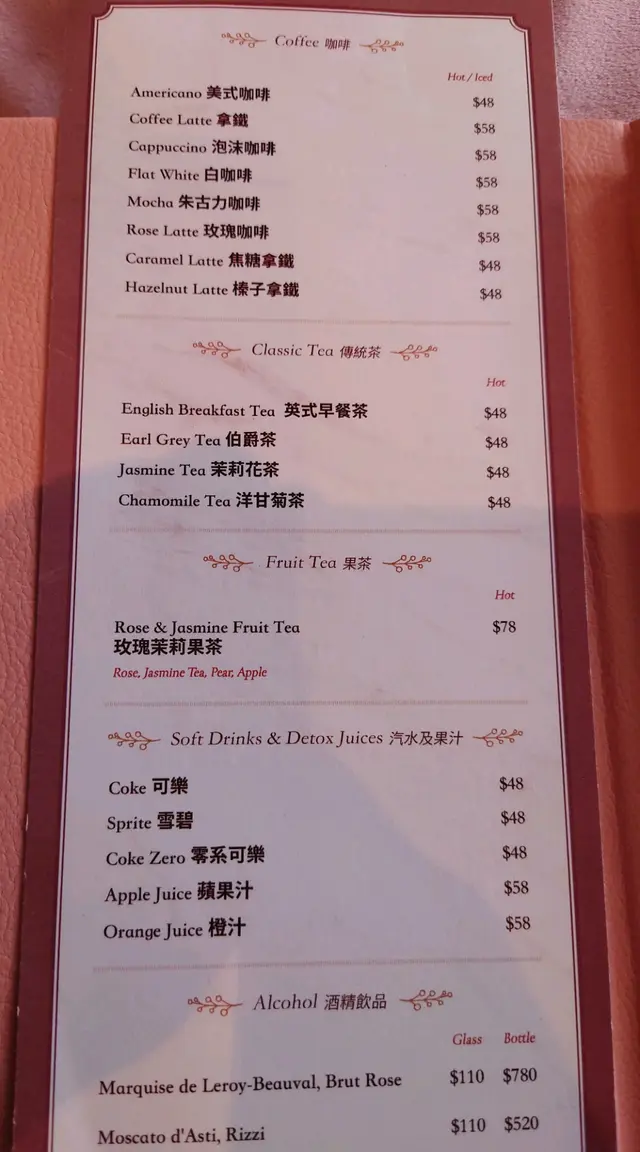 Coffee 咖啡
Hot / Iced
Americano 美式咖啡 $48
Coffee Latte 拿鐵 $58
Cappuccino 泡沫咖啡 $58
Flat White 白咖啡 $58
Mocha 朱古力咖啡 $58
Rose Latte 玫瑰咖啡 $58
Caramel Latte 焦糖拿鐵 $48
Hazelnut Latte 榛子拿鐵 $48
Classic Tea 傳統茶
Hot
English Breakfast Tea 英式早餐茶 $48
Earl Grey Tea 伯爵茶 $48
Jasmine Tea 茉莉花茶 $48
Chamomile Tea 洋甘菊茶 $48
Fruit Tea 果茶
Hot
Rose & Jasmine Fruit Tea $78
玫瑰茉莉果茶
Rose, Jasmine Tea, Pear, Apple
Soft Drinks & Detox Juices 汽水及果汁
Coke 可樂 $48
Sprite 雪碧 $48
Coke Zero 零系可樂 $48
Apple Juice 蘋果汁 $58
Orange Juice 橙汁 $58
Alcohol 酒精飲品
Glass Bottle
Marquise de Leroy-Beauval, Brut Rose $110 $780
Moscato d'Asti, Rizzi $110 $520